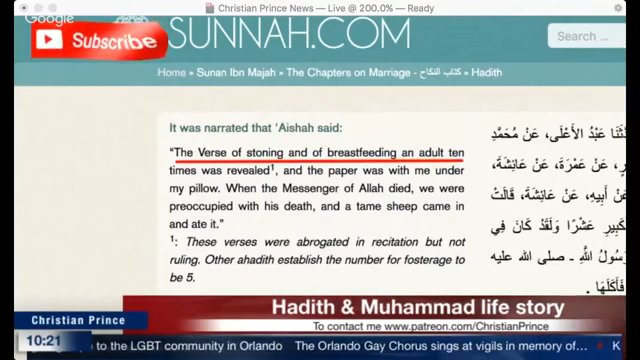 Christian Prince News — Live @ 200.0% — Ready
Google
Subscribe
SUNNAH.COM
Search ...
Home » Sunan Ibn Majah » The Chapters on Marriage - كتاب النكاح » Hadith
It was narrated that 'Aishah said:
"The Verse of stoning and of breastfeeding an adult ten
times was revealed¹, and the paper was with me under
my pillow. When the Messenger of Allah died, we were
preoccupied with his death, and a tame sheep came in
and ate it."
¹: These verses were abrogated in recitation but not
ruling. Other ahadith establish the number for fosterage to
be 5.
عَبْدُ الأَعْلَى، عَنْ مُحَمَّدِ
عَنْ عَمْرَةَ، عَنْ عَائِشَةَ،
عَنْ أَبِيهِ، عَنْ عَائِشَةَ، قَالَتْ
عَشْرًا وَلَقَدْ كَانَ فِي
رَسُولُ اللَّهِ ـ صلى الله عليه
فَأَكَلَهَا
Hadith & Muhammad life story
Christian Prince
To contact me www.patreon.com/ChristianPrince
10:21
to the LGBT community in Orlando The Orlando Gay Chorus sings at vigils in memory of...